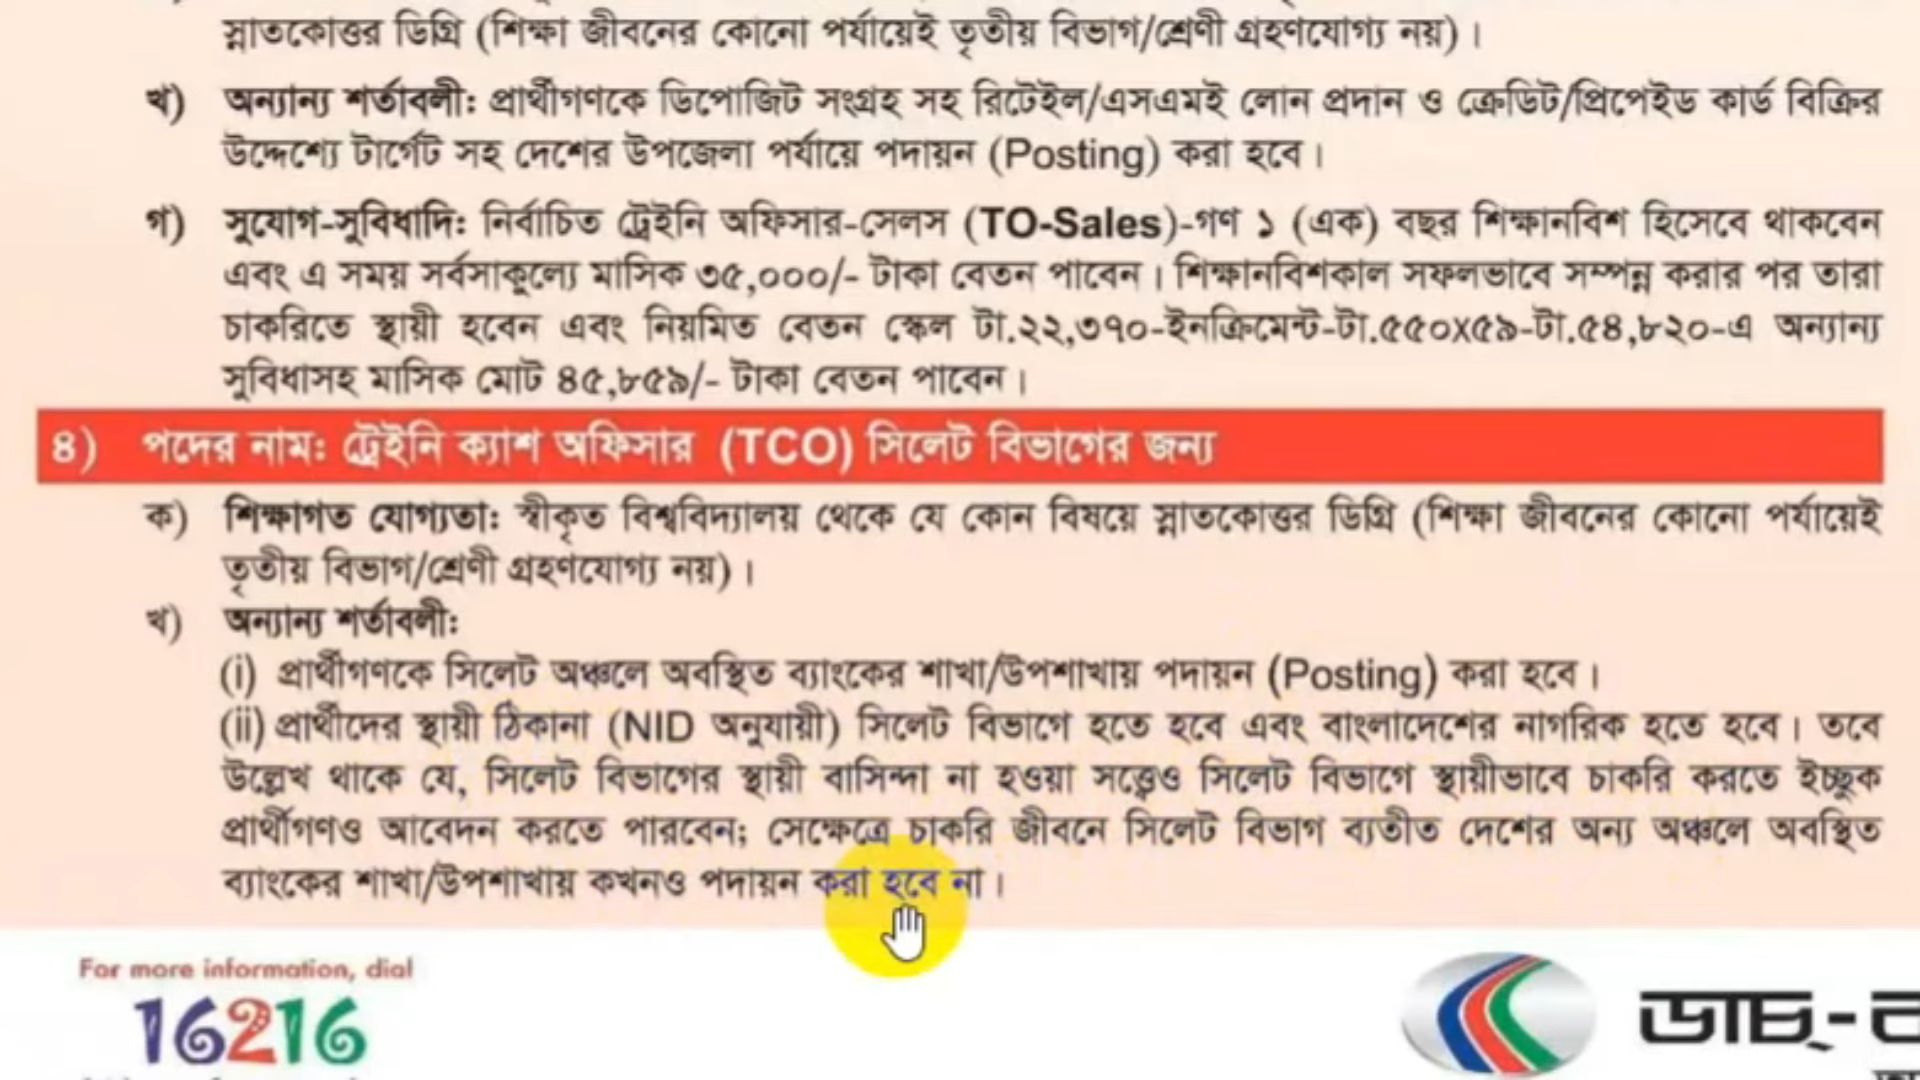 স্নাতকোত্তর ডিগ্রি (শিক্ষা জীবনের কোনো পর্যায়েই তৃতীয় বিভাগ/শ্রেণী গ্রহণযোগ্য নয়)।
খ) অন্যান্য শর্তাবলী: প্রার্থীগণকে ডিপোজিট সংগ্রহ সহ রিটেইল/এসএমই লোন প্রদান ও ক্রেডিট/প্রিপেইড কার্ড বিক্রির
উদ্দেশ্যে টার্গেট সহ দেশের উপজেলা পর্যায়ে পদায়ন (Posting) করা হবে।
গ) সুযোগ-সুবিধাদি: নির্বাচিত ট্রেইনি অফিসার-সেলস (TO-Sales)-গণ ১ (এক) বছর শিক্ষানবিশ হিসেবে থাকবেন
এবং এ সময় সর্বসাকুল্যে মাসিক ৩৫,০০০/- টাকা বেতন পাবেন। শিক্ষানবিশকাল সফলভাবে সম্পন্ন করার পর তারা
চাকরিতে স্থায়ী হবেন এবং নিয়মিত বেতন স্কেল টা.২২,৩৭০-ইনক্রিমেন্ট-টা.৫৫০X৫৯-টা.৫৪,৮২০-এ অন্যান্য
সুবিধাসহ মাসিক মোট ৪৫,৮৫৯/- টাকা বেতন পাবেন।
৪) পদের নাম: ট্রেইনি ক্যাশ অফিসার (TCO) সিলেট বিভাগের জন্য
ক) শিক্ষাগত যোগ্যতা: স্বীকৃত বিশ্ববিদ্যালয় থেকে যে কোন বিষয়ে স্নাতকোত্তর ডিগ্রি (শিক্ষা জীবনের কোনো পর্যায়েই
তৃতীয় বিভাগ/শ্রেণী গ্রহণযোগ্য নয়)।
খ) অন্যান্য শর্তাবলী:
(i) প্রার্থীগণকে সিলেট অঞ্চলে অবস্থিত ব্যাংকের শাখা/উপশাখায় পদায়ন (Posting) করা হবে।
(ii) প্রার্থীদের স্থায়ী ঠিকানা (NID অনুযায়ী) সিলেট বিভাগে হতে হবে এবং বাংলাদেশের নাগরিক হতে হবে। তবে
উল্লেখ থাকে যে, সিলেট বিভাগের স্থায়ী বাসিন্দা না হওয়া সত্ত্বেও সিলেট বিভাগে স্থায়ীভাবে চাকরি করতে ইচ্ছুক
প্রার্থীগণও আবেদন করতে পারবেন; সেক্ষেত্রে চাকরি জীবনে সিলেট বিভাগ ব্যতীত দেশের অন্য অঞ্চলে অবস্থিত
ব্যাংকের শাখা/উপশাখায় কখনও পদায়ন করা হবে না।
For more information, dial
16216
ডাচ্-